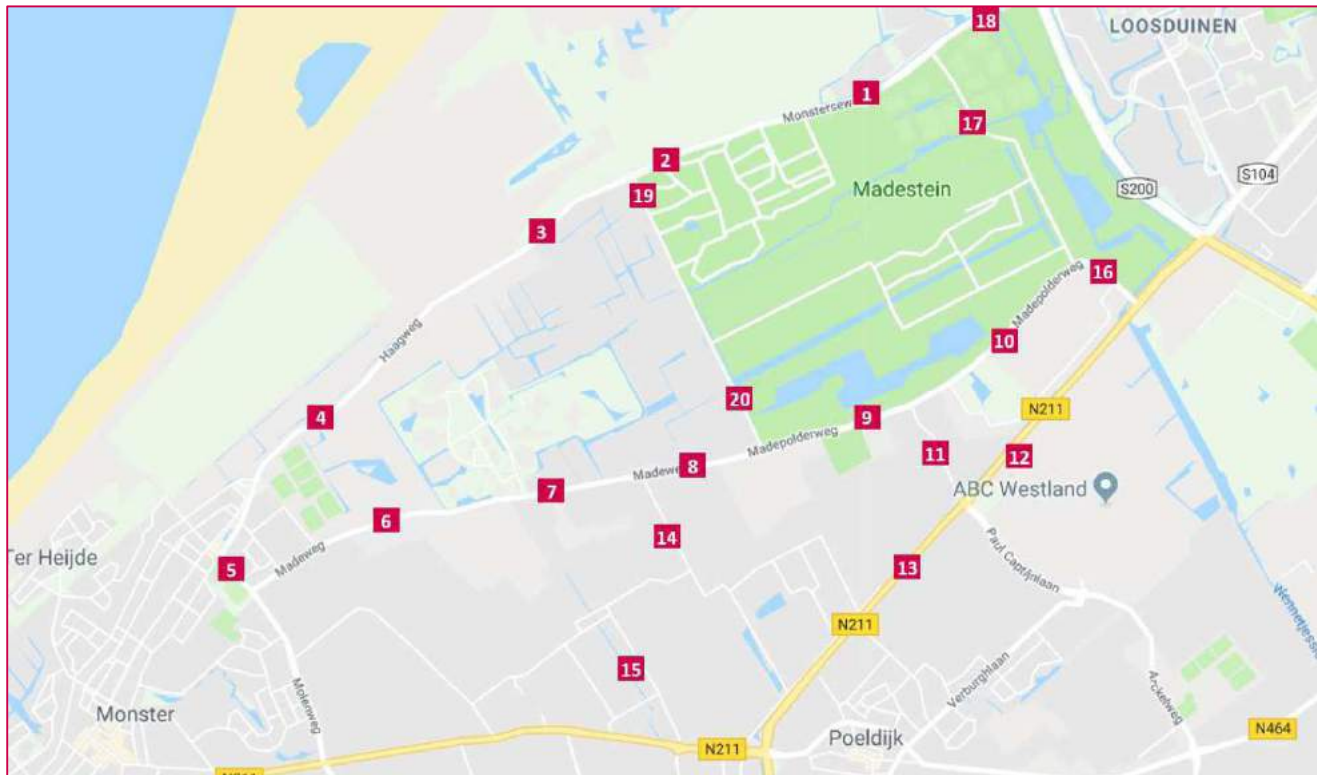 18
LOOSDUINEN
1
Monstersew
17
2
S104
S200
Madestein
19
3
16
Madepolderweg
Haagweg
10
20
N211
4
9
Madepolderweg
11
12
8
Madeweg
ABC Westland
7
6
14
Paul Captijnlaan
Ter Heijde
Madeweg
5
13
Wennetjessl
N211
15
Verburghlaan
Arckelweg
Molenweg
Monster
N211
Poeldijk
N464